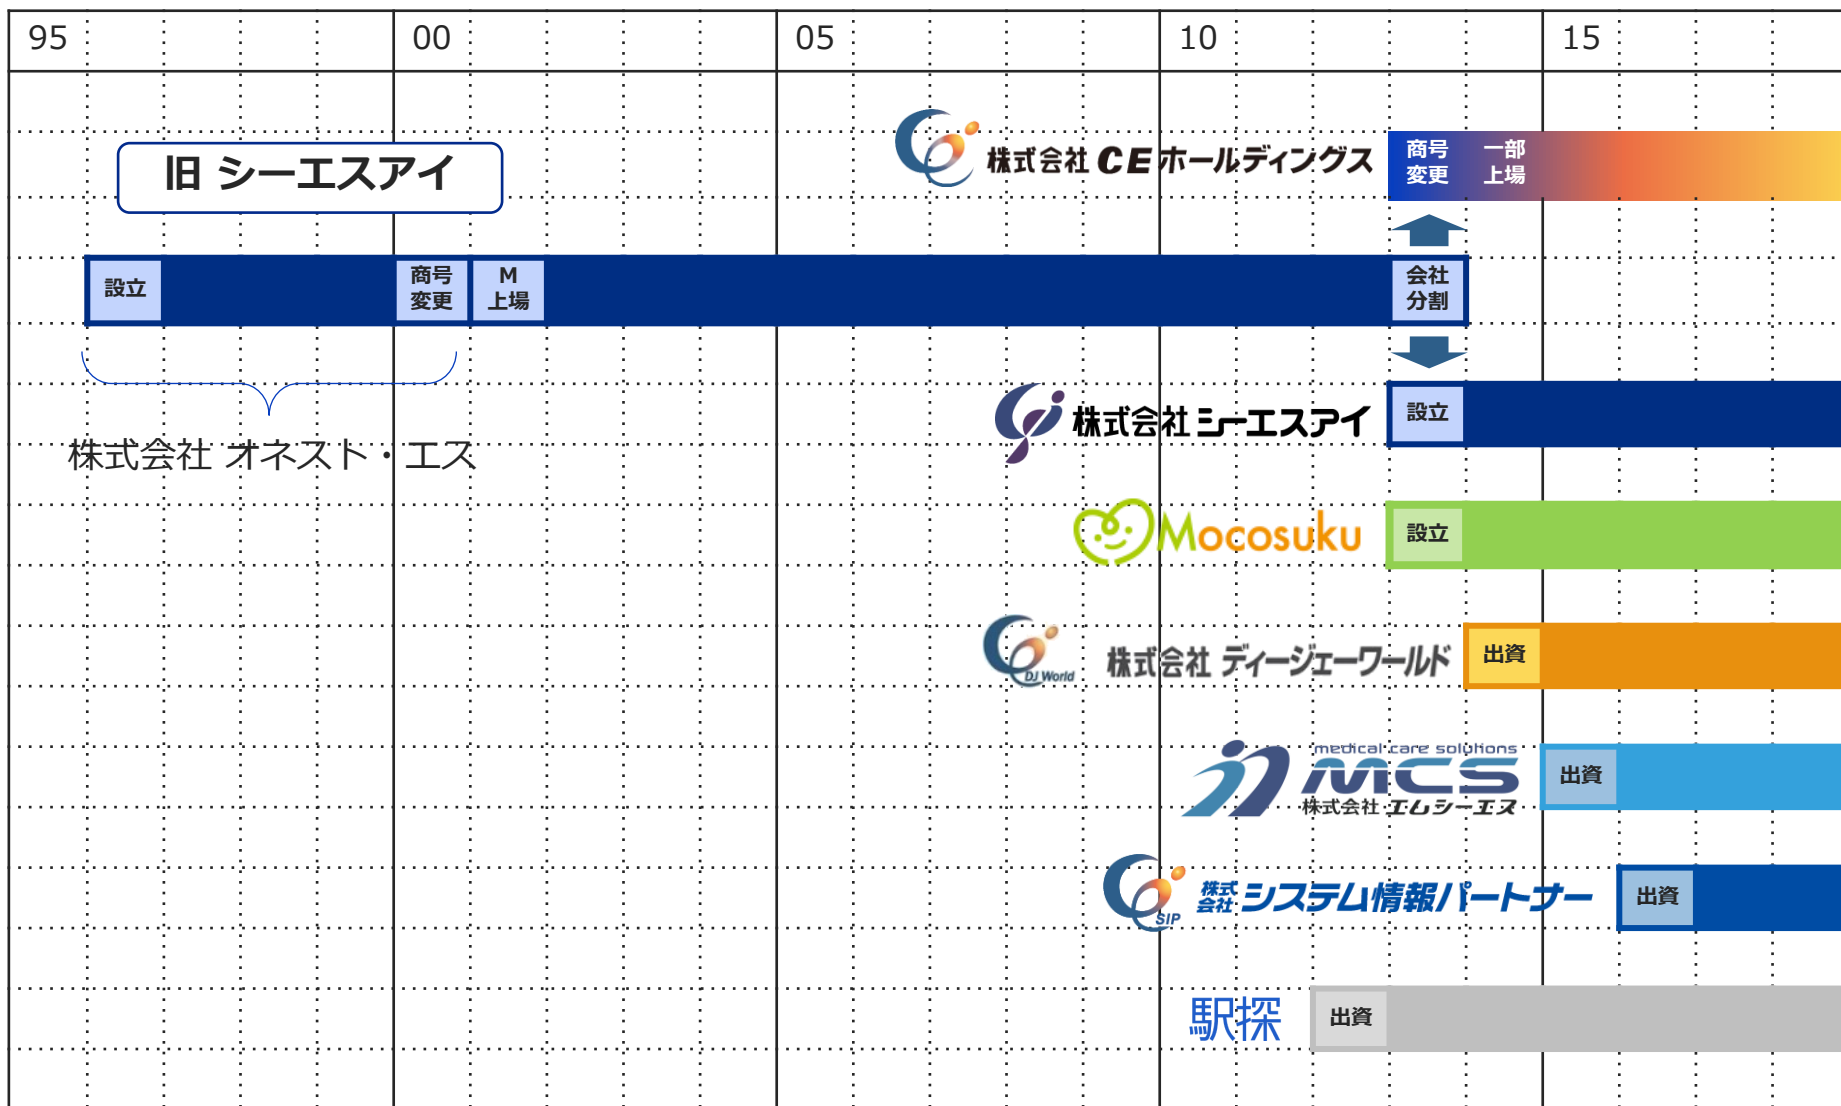 95 00 05 10 15
株式会社 CEホールディングス
商号 一部
変更 上場
旧 シーエスアイ
設立
商号
変更
M
上場
会社
分割
株式会社 シーエスアイ
設立
株式会社 オネスト・エス
Mocosuku
設立
DJ World
株式会社 ディージェーワールド
出資
medical care solutions
MCS
株式会社 エムシーエス
出資
SIP
株式
会社
システム情報パートナー
出資
駅探
出資